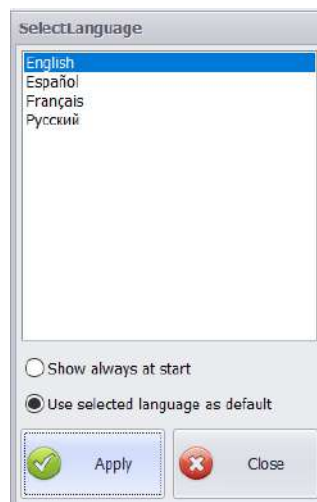 SelectLanguage
English
Español
Français
Русский
Show always at start
Use selected language as default
Apply
Close